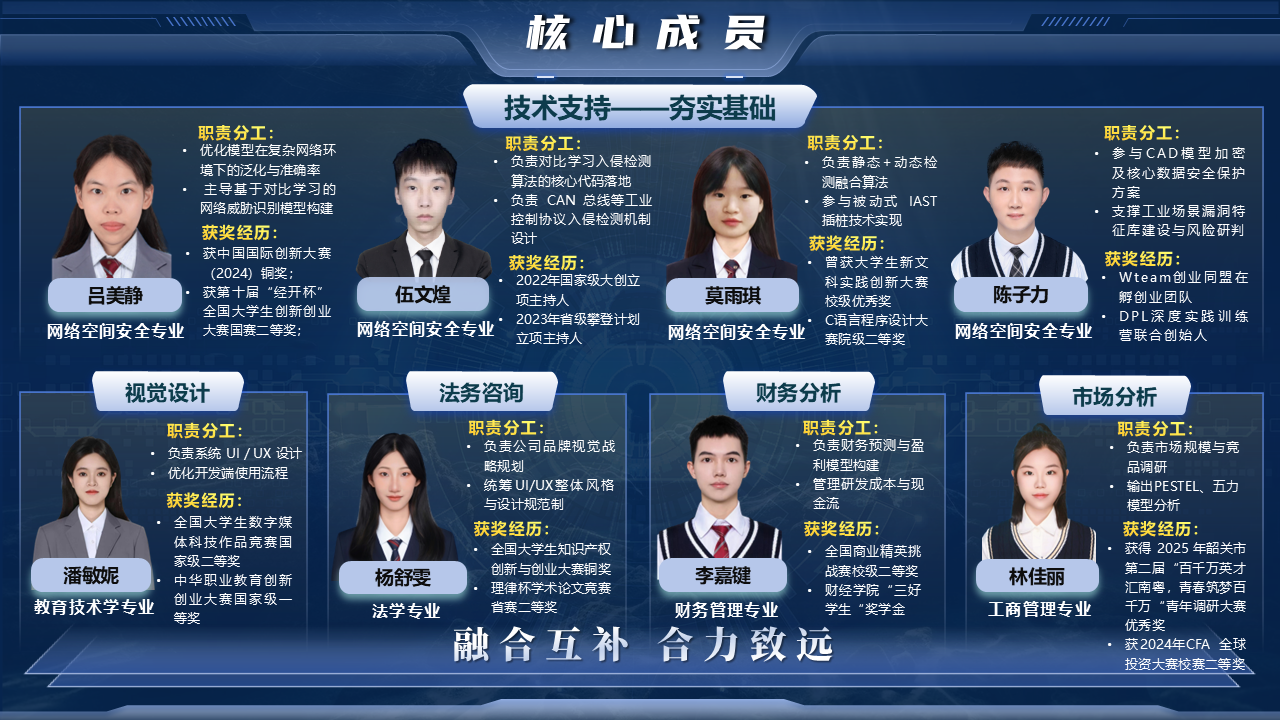 核心成员
技术支持——夯实基础
职责分工：
• 优化模型在复杂网络环
境下的泛化与准确率
• 主导基于对比学习的
网络威胁识别模型构建
获奖经历：
• 获中国国际创新大赛
（2024）铜奖；
• 获第十届“经开杯”
全国大学生创新创业
大赛国赛二等奖；
吕美静
网络空间安全专业
职责分工：
• 负责对比学习入侵检测
算法的核心代码落地
• 负责 CAN 总线等工业
控制协议入侵检测机制
设计
获奖经历：
• 2022年国家级大创立
项主持人
• 2023年省级攀登计划
立项主持人
伍文煌
网络空间安全专业
职责分工：
• 负责静态+动态检
测融合算法
• 参与被动式 IAST
插桩技术实现
获奖经历：
• 曾获大学生新文
科实践创新大赛
校级优秀奖
• C语言程序设计大
赛院级二等奖
莫雨琪
网络空间安全专业
职责分工：
• 参与CAD模型加密
及核心数据安全保护
方案
• 支撑工业场景漏洞特
征库建设与风险研判
获奖经历：
• Wteam创业同盟在
孵创业团队
• DPL深度实践训练
营联合创始人
陈子力
网络空间安全专业
视觉设计
职责分工：
• 负责系统 UI / UX 设计
• 优化开发端使用流程
获奖经历：
• 全国大学生数字媒
体科技作品竞赛国
家级二等奖
• 中华职业教育创新
创业大赛国家级一
等奖
潘敏妮
教育技术学专业
法务咨询
职责分工：
• 负责公司品牌视觉战
略规划
• 统筹UI/UX整体风格
与设计规范制
获奖经历：
• 全国大学生知识产权
创新与创业大赛铜奖
• 理律杯学术论文竞赛
省赛二等奖
杨舒雯
法学专业
财务分析
职责分工：
• 负责财务预测与盈
利模型构建
• 管理研发成本与现
金流
获奖经历：
• 全国商业精英挑
战赛校级二等奖
• 财经学院“三好
学生“奖学金
李嘉键
财务管理专业
市场分析
职责分工：
• 负责市场规模与竞
品调研
• 输出PESTEL、五力
模型分析
获奖经历：
• 获得 2025 年韶关市
第二届“百千万英才
汇南粤，青春筑梦百
千万“青年调研大赛
优秀奖
• 获2024年CFA 全球
投资大赛校赛二等奖
林佳丽
工商管理专业
融合互补 合力致远